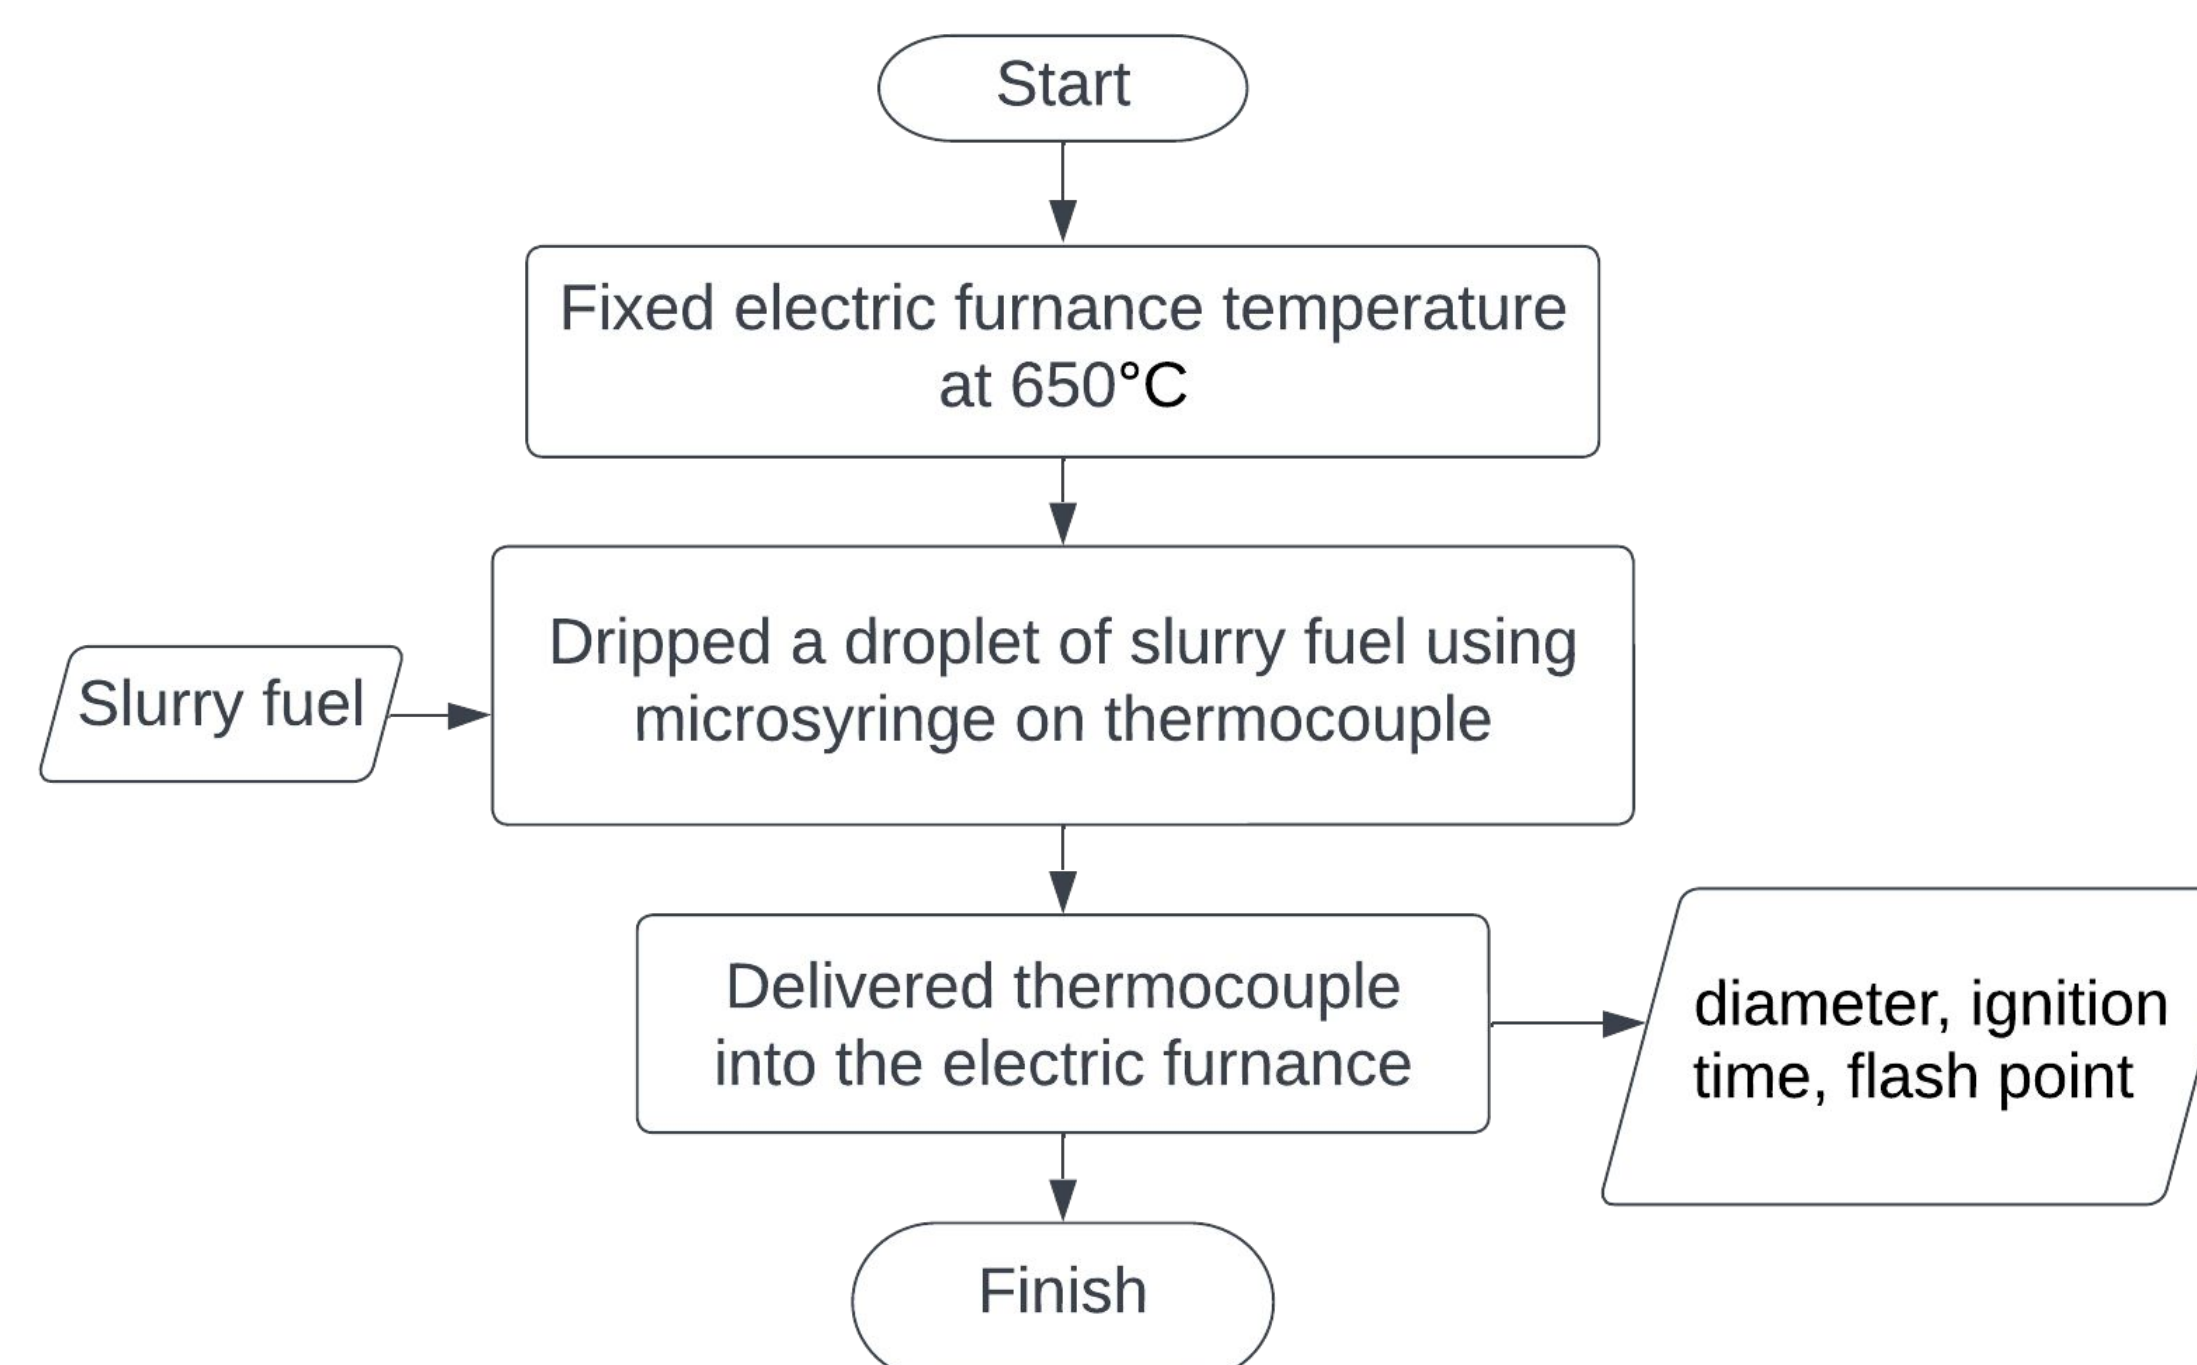 Start
Fixed electric furnance temperature
at 650°C
Dripped a droplet of slurry fuel using
microsyringe on thermocouple
Slurry fuel
Delivered thermocouple
into the electric furnance
diameter, ignition
time, flash point
Finish